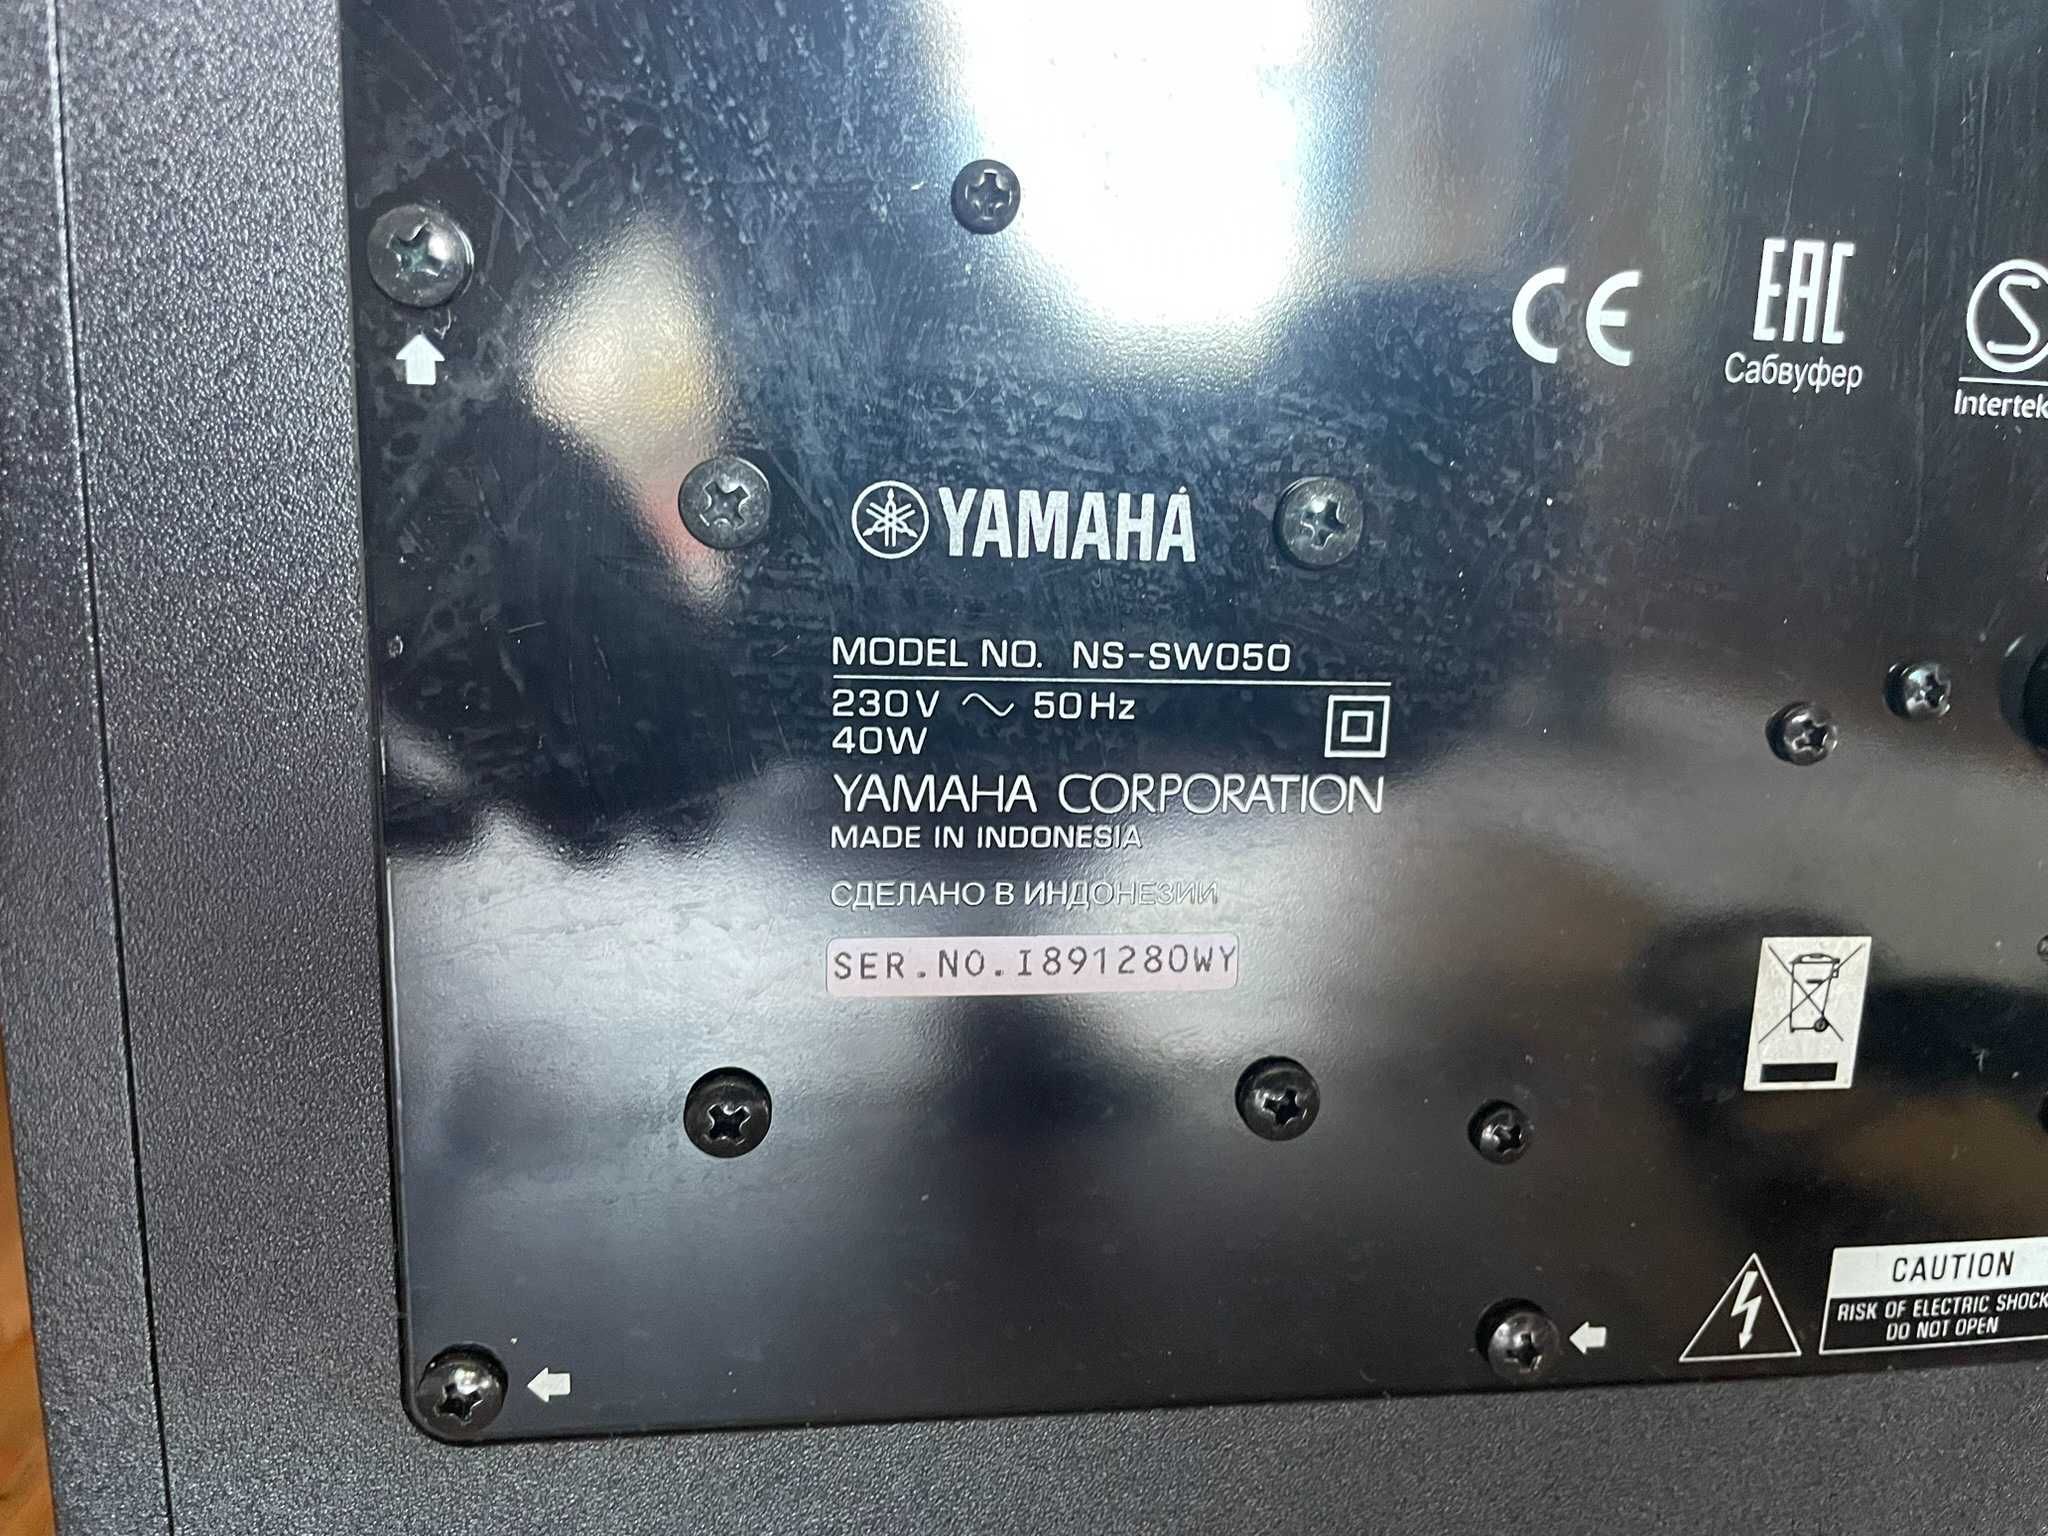 CE
EAC
Сабвуфер
S
Intertek
YAMAHA
MODEL NO. NS-SW050
230V ~ 50Hz
40W
YAMAHA CORPORATION
MADE IN INDONESIA
СДЕЛАНО В ИНДОНЕЗИИ
SER.NO.I891280WY
CAUTION
RISK OF ELECTRIC SHOCK
DO NOT OPEN